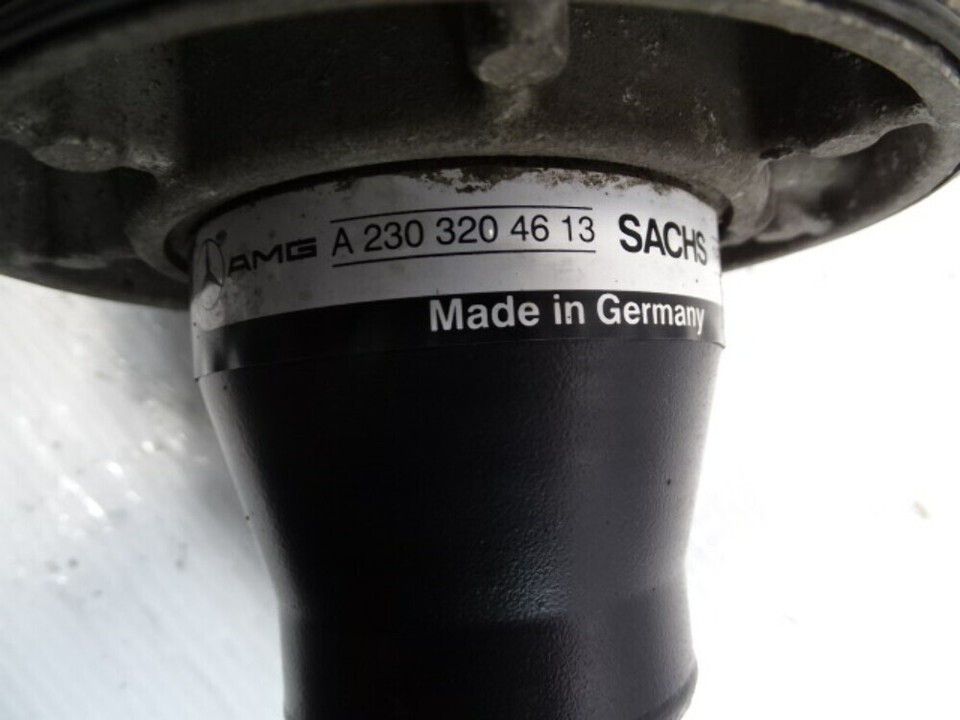 AMG A 230 320 46 13 SACHS
Made in Germany